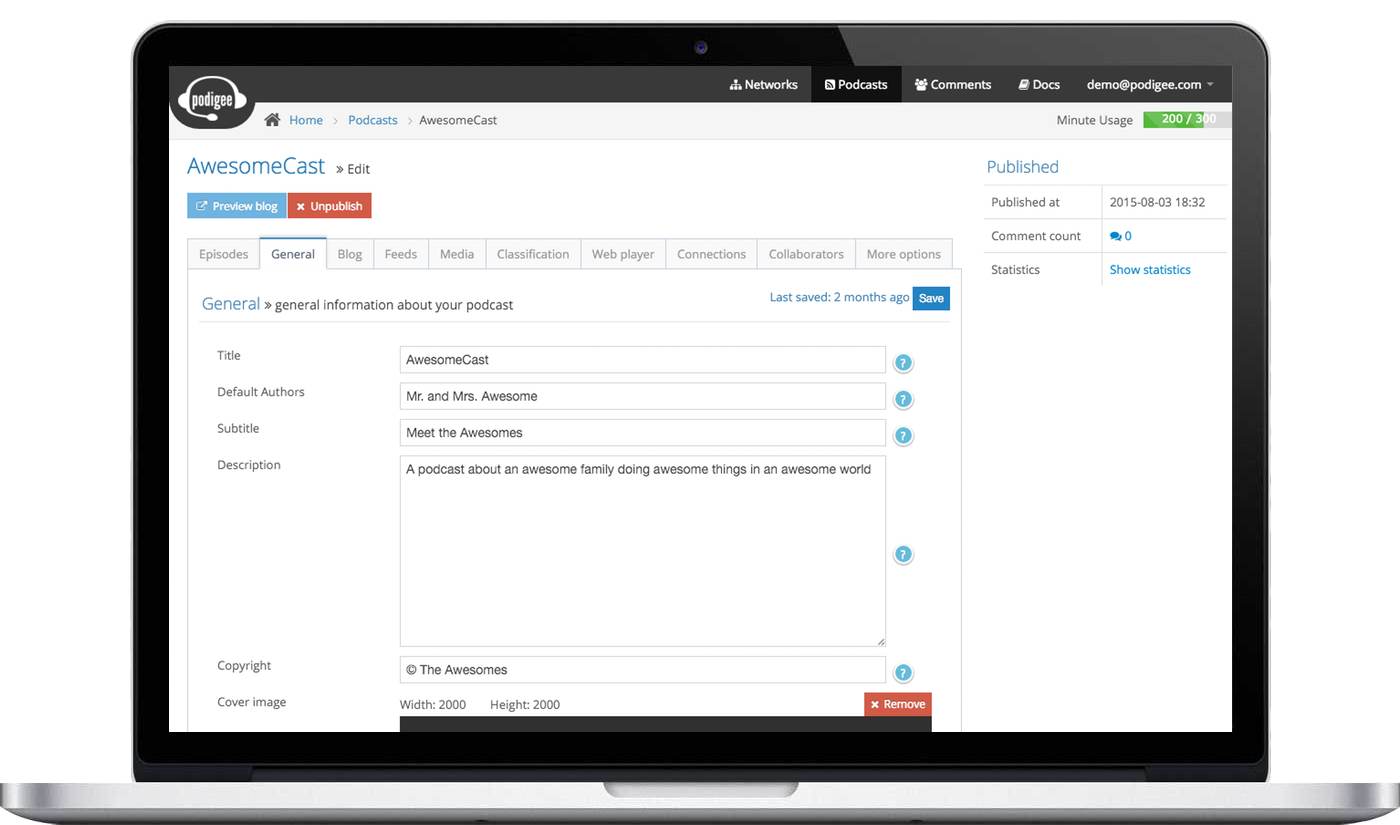 podigee
Networks Podcasts Comments Docs demo@podigee.com
Home > Podcasts > AwesomeCast Minute Usage 200 / 300
AwesomeCast » Edit
Preview blog × Unpublish
Episodes General Blog Feeds Media Classification Web player Connections Collaborators More options
General » general information about your podcast Last saved: 2 months ago Save
Title AwesomeCast ?
Default Authors Mr. and Mrs. Awesome ?
Subtitle Meet the Awesomes ?
Description A podcast about an awesome family doing awesome things in an awesome world ?
Copyright © The Awesomes ?
Cover image Width: 2000 Height: 2000 × Remove
Published
Published at 2015-08-03 18:32
Comment count 0
Statistics Show statistics